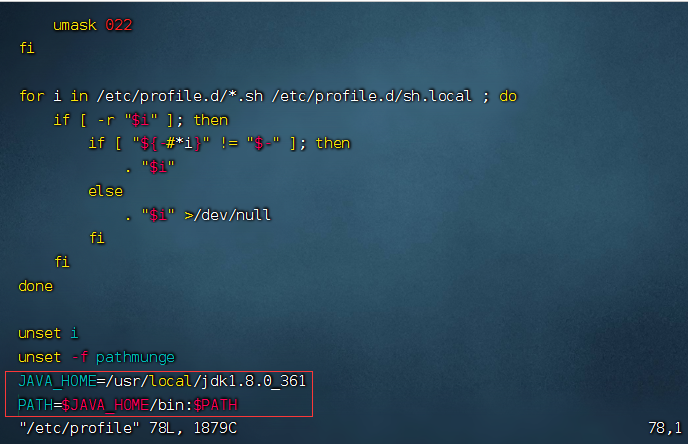 umask 022
fi

for i in /etc/profile.d/*.sh /etc/profile.d/sh.local ; do
    if [ -r "$i" ]; then
        if [ "${-#*i}" != "$-" ]; then
            . "$i"
        else
            . "$i" >/dev/null
        fi
    fi
done

unset i
unset -f pathmunge
JAVA_HOME=/usr/local/jdk1.8.0_361
PATH=$JAVA_HOME/bin:$PATH
"/etc/profile" 78L, 1879C 78,1